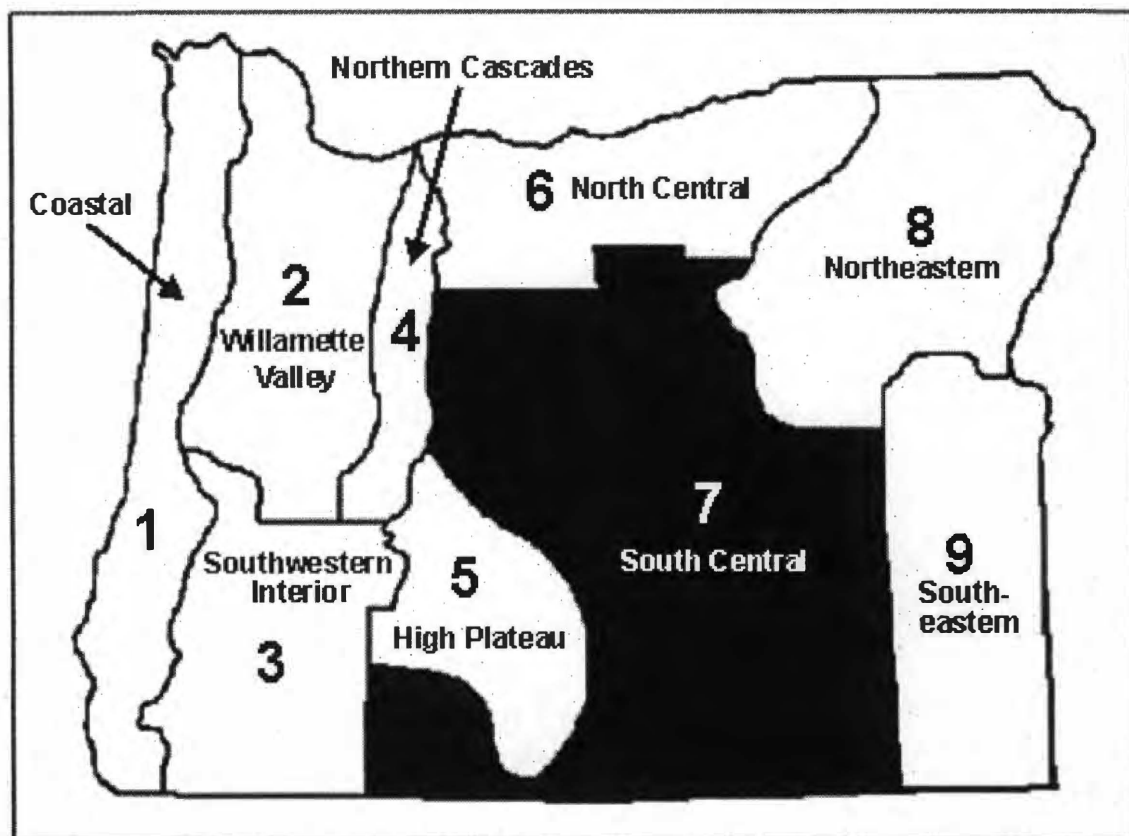 Northern Cascades
Coastal
6 North Central
8
Northeastern
2
Willamette
Valley
4
7
South Central
1
Southwestern
Interior
3
5
High Plateau
9
South-
eastern